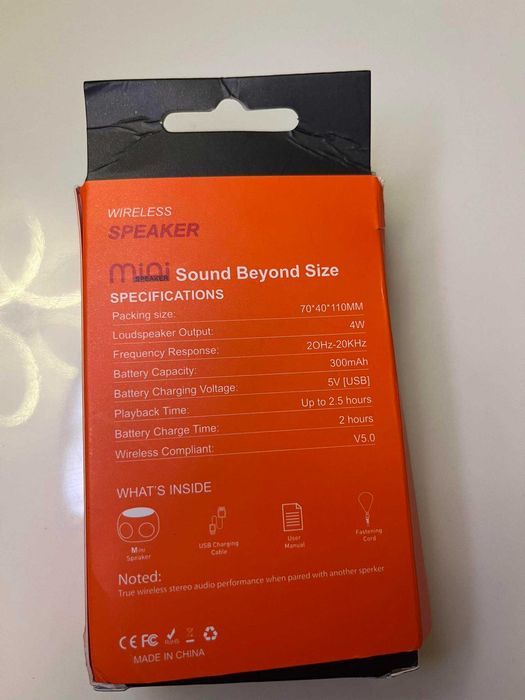 WIRELESS
SPEAKER
mini SPEAKER Sound Beyond Size
SPECIFICATIONS
Packing size: 70*40*110MM
Loudspeaker Output: 4W
Frequency Response: 2OHz-20KHz
Battery Capacity: 300mAh
Battery Charging Voltage: 5V [USB]
Playback Time: Up to 2.5 hours
Battery Charge Time: 2 hours
Wireless Compliant: V5.0
WHAT'S INSIDE
Mini Speaker
USB Charging Cable
User Manual
Fastening Cord
Noted:
True wireless stereo audio performance when paired with another sperker
CE FC
MADE IN CHINA